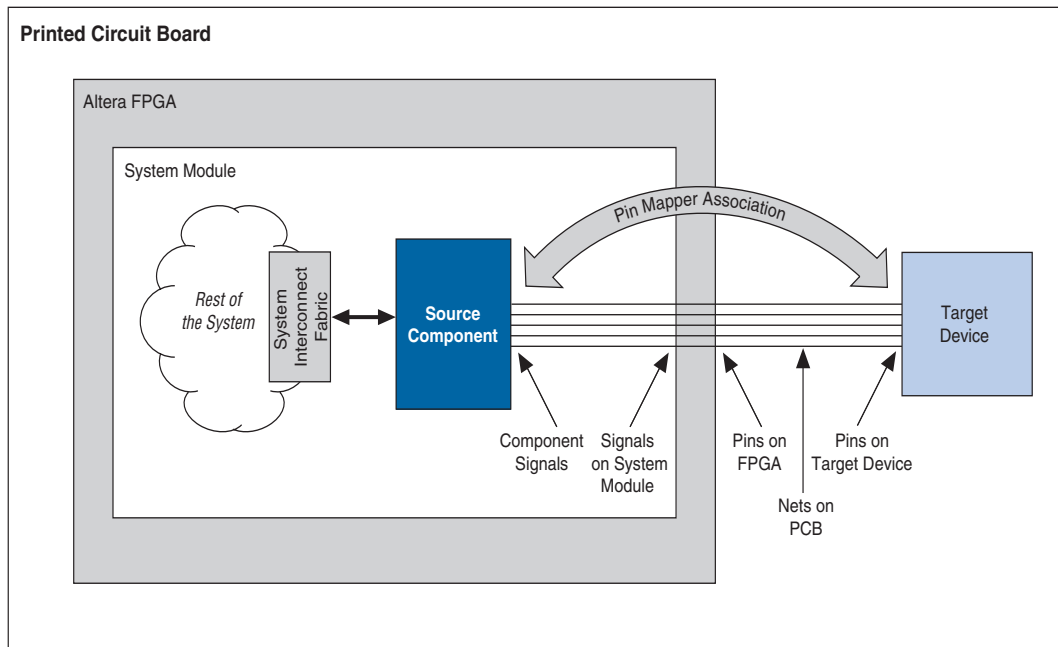 Printed Circuit Board
Altera FPGA
System Module
Pin Mapper Association
Rest of
the System
System
Interconnect
Fabric
Source
Component
Target
Device
Component
Signals
Signals
on System
Module
Pins on
FPGA
Pins on
Target Device
Nets on
PCB